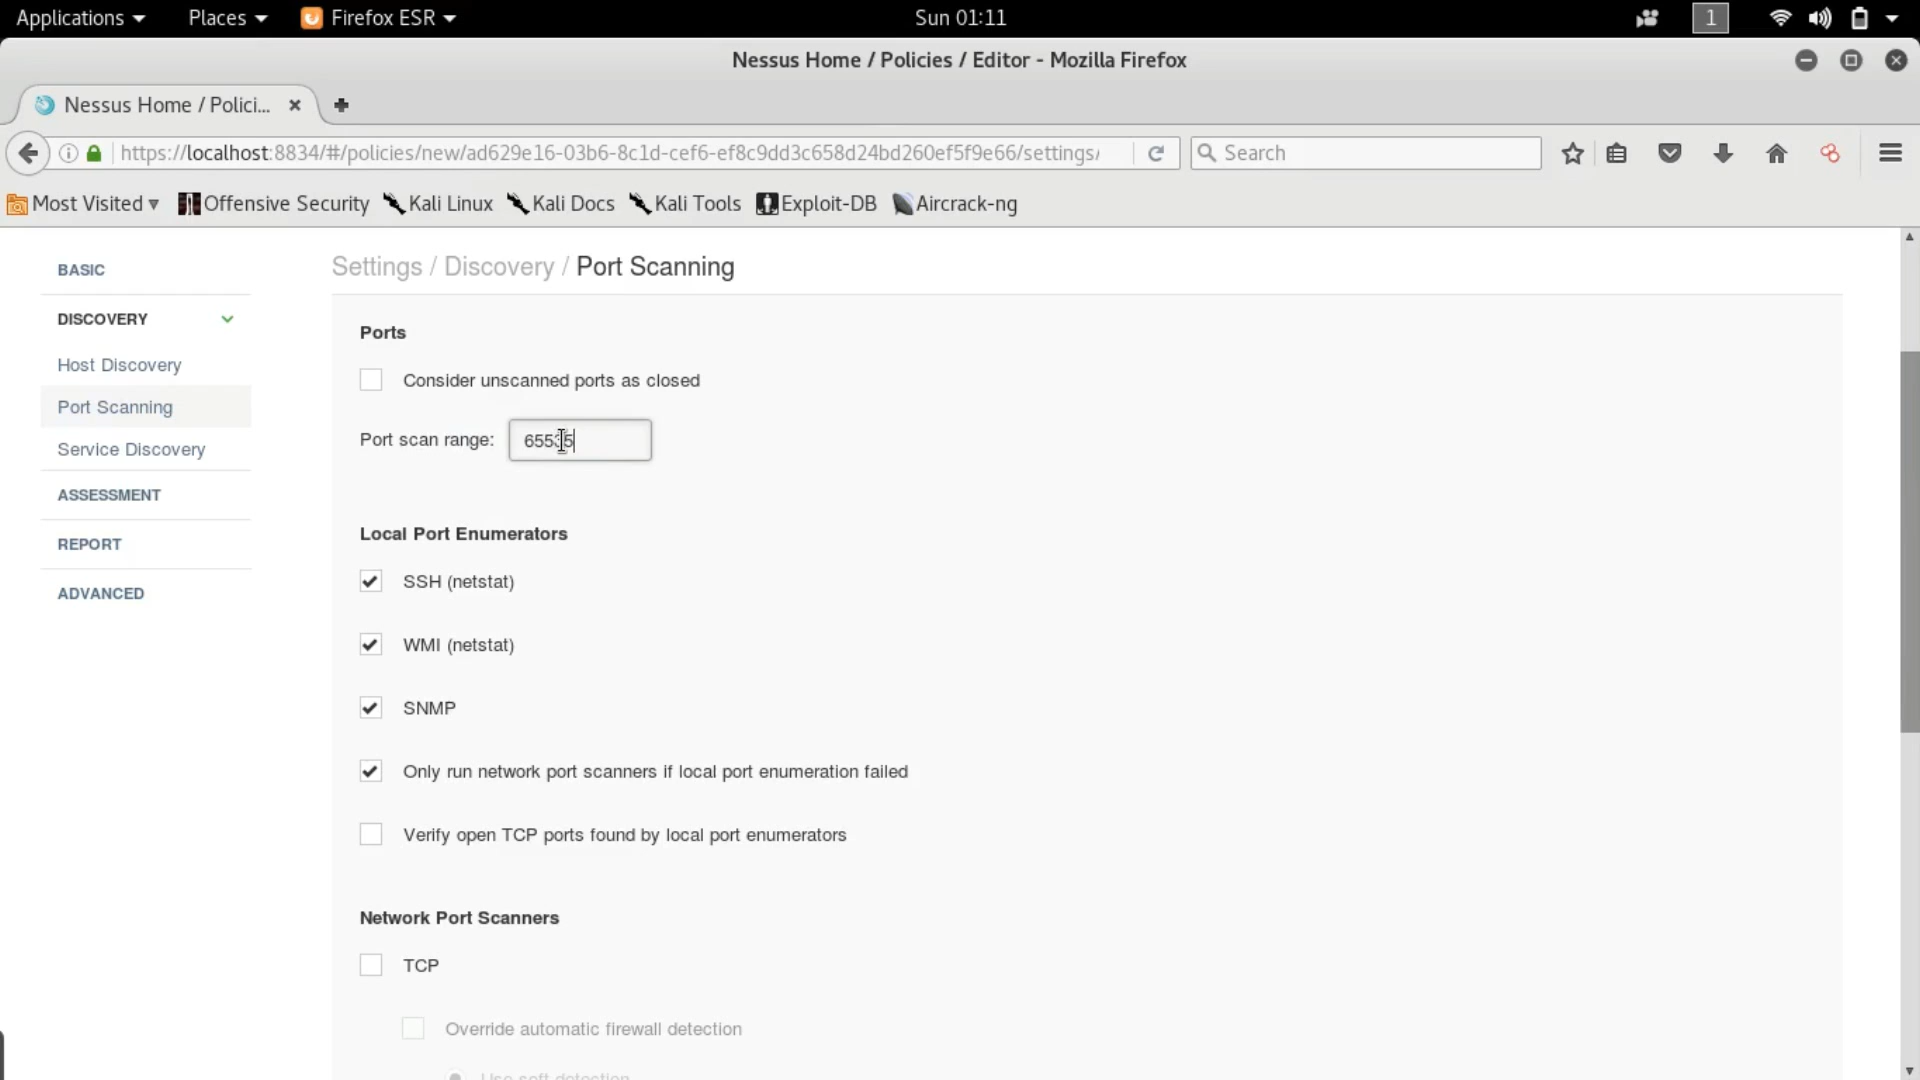 Applications Places Firefox ESR Sun 01:11 1
Nessus Home / Policies / Editor - Mozilla Firefox
Nessus Home / Polici...
https://localhost:8834/#/policies/new/ad629e16-03b6-8c1d-cef6-ef8c9dd3c658d24bd260ef5f9e66/settings/ Search
Most Visited Offensive Security Kali Linux Kali Docs Kali Tools Exploit-DB Aircrack-ng
BASIC
DISCOVERY
Host Discovery
Port Scanning
Service Discovery
ASSESSMENT
REPORT
ADVANCED
Settings / Discovery / Port Scanning
Ports
Consider unscanned ports as closed
Port scan range: 65535
Local Port Enumerators
SSH (netstat)
WMI (netstat)
SNMP
Only run network port scanners if local port enumeration failed
Verify open TCP ports found by local port enumerators
Network Port Scanners
TCP
Override automatic firewall detection
Use soft detection